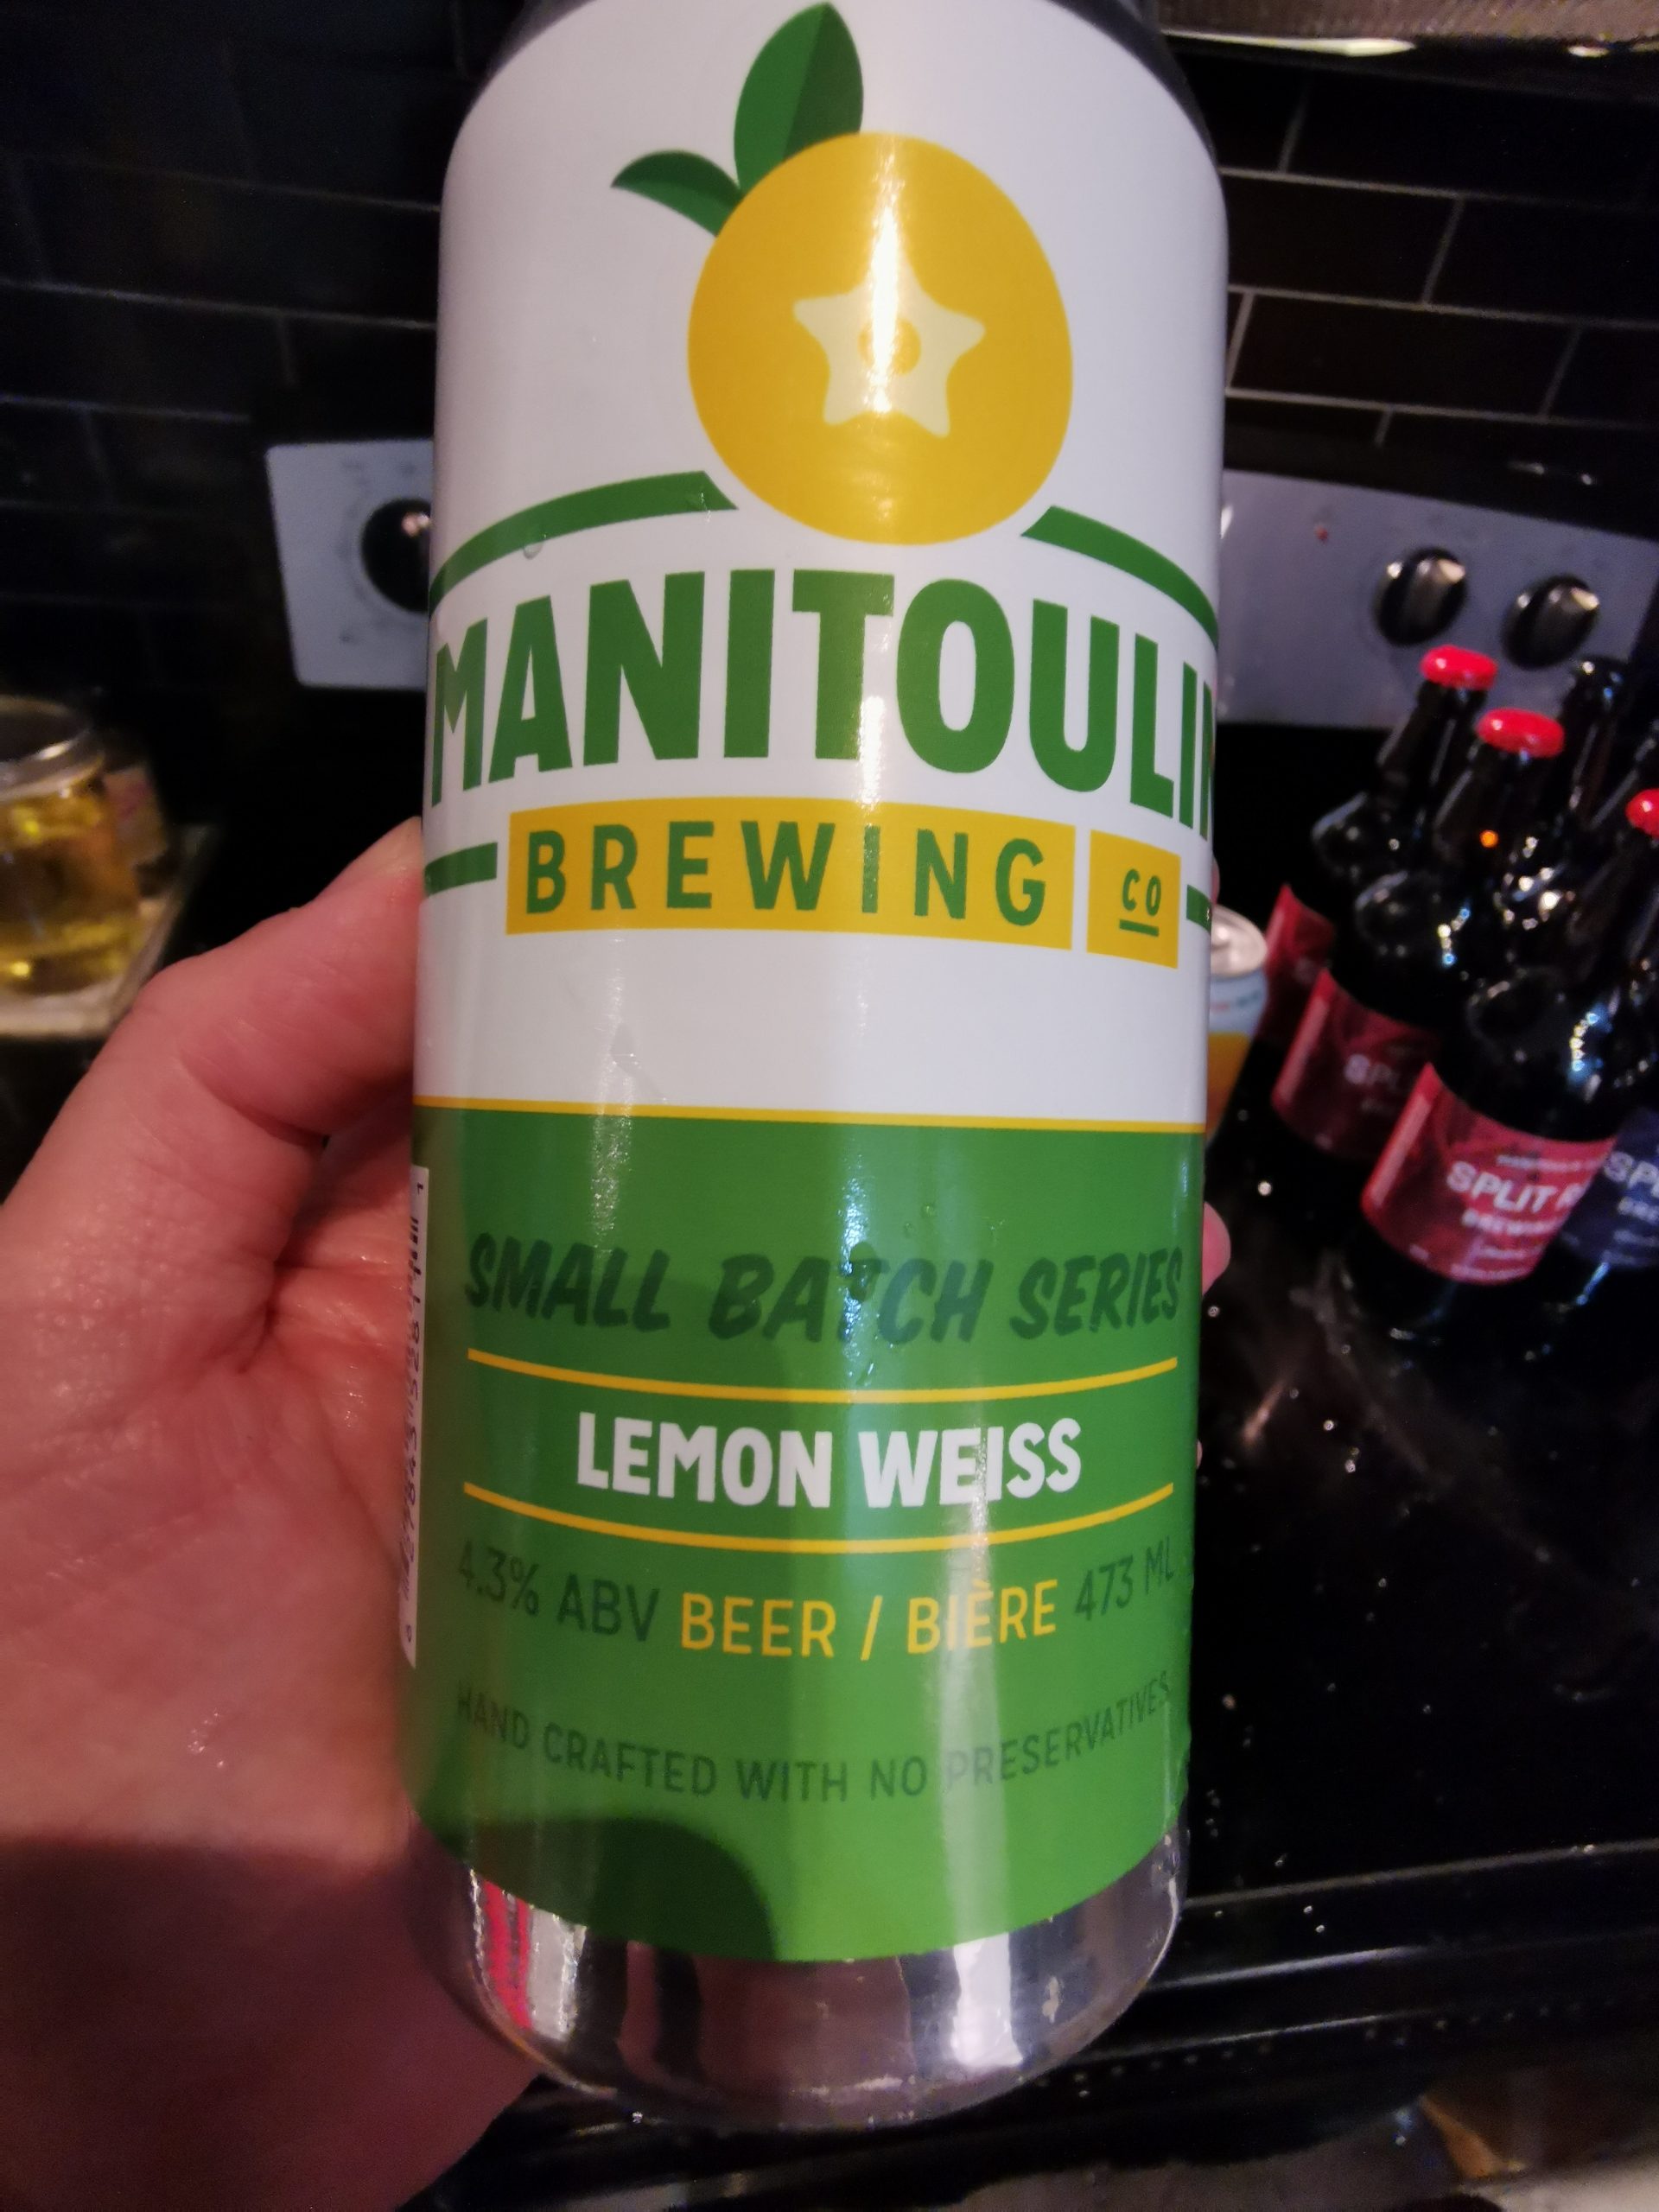 MANITOULIN
BREWING CO
SMALL BATCH SERIES
LEMON WEISS
4.3% ABV BEER / BIÈRE 473 ML
HAND CRAFTED WITH NO PRESERVATIVES
SPLIT